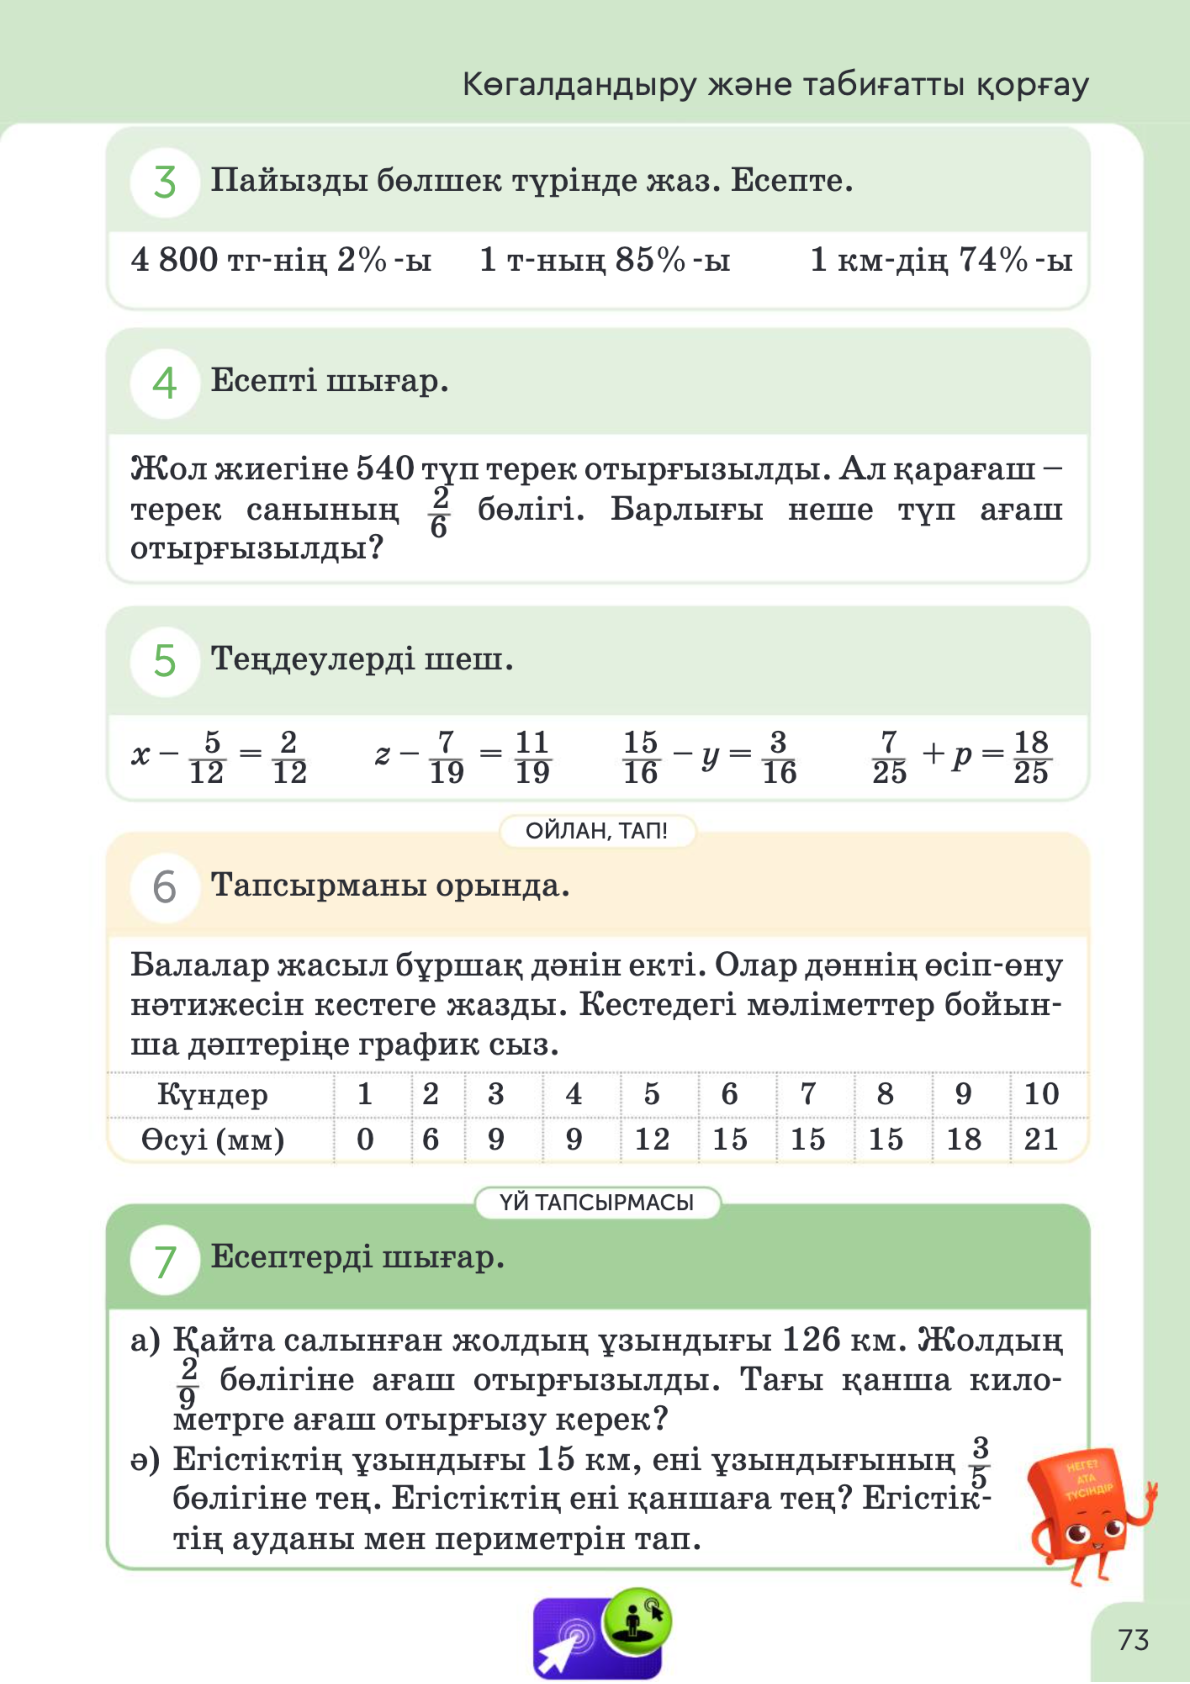 Көгалдандыру және табиғатты қорғау
3 Пайызды бөлшек түрінде жаз. Есепте.
4 800 тг-нің 2% -ы 1 т-ның 85% -ы 1 км-дің 74% -ы
4 Есепті шығар.
Жол жиегіне 540 түп терек отырғызылды. Ал қарағаш –
терек санының 2/6 бөлігі. Барлығы неше түп ағаш
отырғызылды?
5 Теңдеулерді шеш.
x – 5/12 = 2/12 z – 7/19 = 11/19 15/16 – y = 3/16 7/25 + p = 18/25
ОЙЛАН, ТАП!
6 Тапсырманы орында.
Балалар жасыл бұршақ дәнін екті. Олар дәннің өсіп-өну
нәтижесін кестеге жазды. Кестедегі мәліметтер бойын-
ша дәптеріңе график сыз.
Күндер 1 2 3 4 5 6 7 8 9 10
Өсуі (мм) 0 6 9 9 12 15 15 15 18 21
ҮЙ ТАПСЫРМАСЫ
7 Есептерді шығар.
а) Қайта салынған жолдың ұзындығы 126 км. Жолдың
2/9 бөлігіне ағаш отырғызылды. Тағы қанша кило-
метрге ағаш отырғызу керек?
ә) Егістіктің ұзындығы 15 км, ені ұзындығының 3/5
бөлігіне тең. Егістіктің ені қаншаға тең? Егістік-
тің ауданы мен периметрін тап.
НЕГЕ?
АТА
ТҮСІНДІР
73